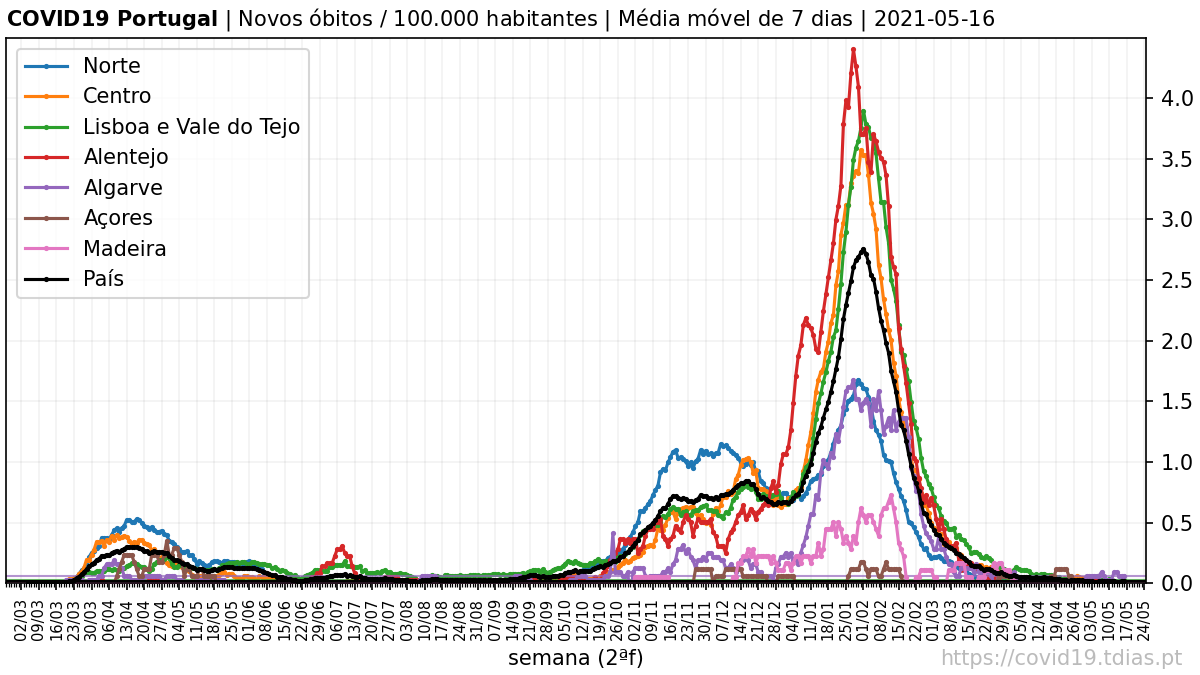 COVID19 Portugal | Novos óbitos / 100.000 habitantes | Média móvel de 7 dias | 2021-05-16
Norte
Centro
Lisboa e Vale do Tejo
Alentejo
Algarve
Açores
Madeira
País
4.0
3.5
3.0
2.5
2.0
1.5
1.0
0.5
0.0
02/03 09/03 16/03 23/03 30/03 06/04 13/04 20/04 27/04 04/05 11/05 18/05 25/05 01/06 08/06 15/06 22/06 29/06 06/07 13/07 20/07 27/07 03/08 10/08 17/08 24/08 31/08 07/09 14/09 21/09 28/09 05/10 12/10 19/10 26/10 02/11 09/11 16/11 23/11 30/11 07/12 14/12 21/12 28/12 04/01 11/01 18/01 25/01 01/02 08/02 15/02 22/02 01/03 08/03 15/03 22/03 29/03 05/04 12/04 19/04 26/04 03/05 10/05 17/05 24/05
semana (2ªf)
https://covid19.tdias.pt